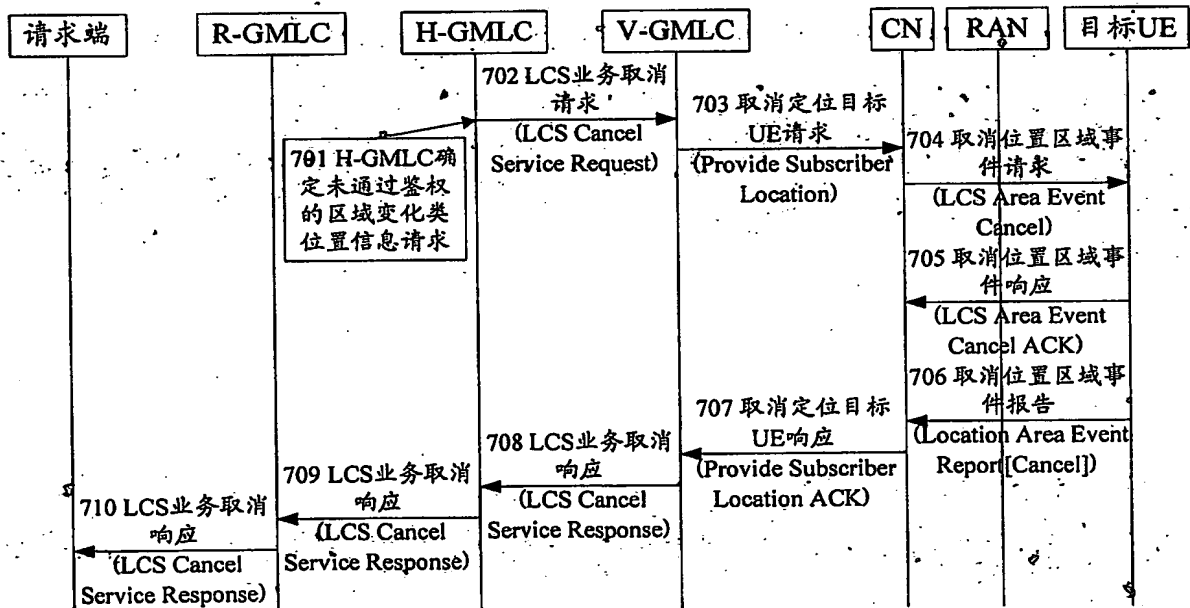 请求端
R-GMLC
H-GMLC
V-GMLC
CN
RAN
目标UE
701 H-GMLC确
定未通过鉴权
的区域变化类
位置信息请求
702 LCS业务取消
请求
(LCS Cancel
Service Request)
703 取消定位目标
UE请求
(Provide Subscriber
Location)
704 取消位置区域事
件请求
(LCS Area Event
Cancel)
705 取消位置区域事
件响应
(LCS Area Event
Cancel ACK)
706 取消位置区域事
件报告
(Location Area Event
Report[Cancel])
707 取消定位目标
UE响应
(Provide Subscriber
Location ACK)
708 LCS业务取消
响应
(LCS Cancel
Service Response)
709 LCS业务取消
响应
(LCS Cancel
Service Response)
710 LCS业务取消
响应
(LCS Cancel
Service Response)